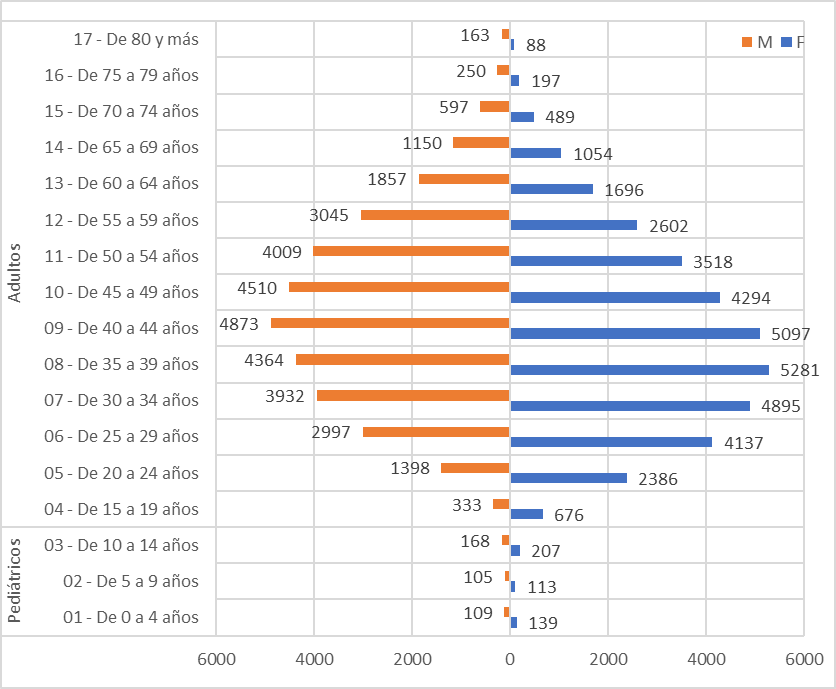 M F
Adultos
17 - De 80 y más 163 88
16 - De 75 a 79 años 250 197
15 - De 70 a 74 años 597 489
14 - De 65 a 69 años 1150 1054
13 - De 60 a 64 años 1857 1696
12 - De 55 a 59 años 3045 2602
11 - De 50 a 54 años 4009 3518
10 - De 45 a 49 años 4510 4294
09 - De 40 a 44 años 4873 5097
08 - De 35 a 39 años 4364 5281
07 - De 30 a 34 años 3932 4895
06 - De 25 a 29 años 2997 4137
05 - De 20 a 24 años 1398 2386
04 - De 15 a 19 años 333 676
Pediátricos
03 - De 10 a 14 años 168 207
02 - De 5 a 9 años 105 113
01 - De 0 a 4 años 109 139
6000 4000 2000 0 2000 4000 6000